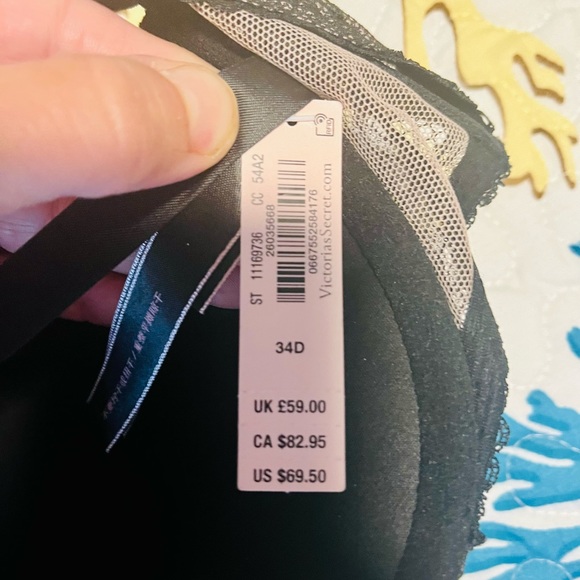 ST 11169736 CC 54A2
26035668
0667552584176
VictoriasSecret.com
34D
UK £59.00
CA $82.95
US $69.50